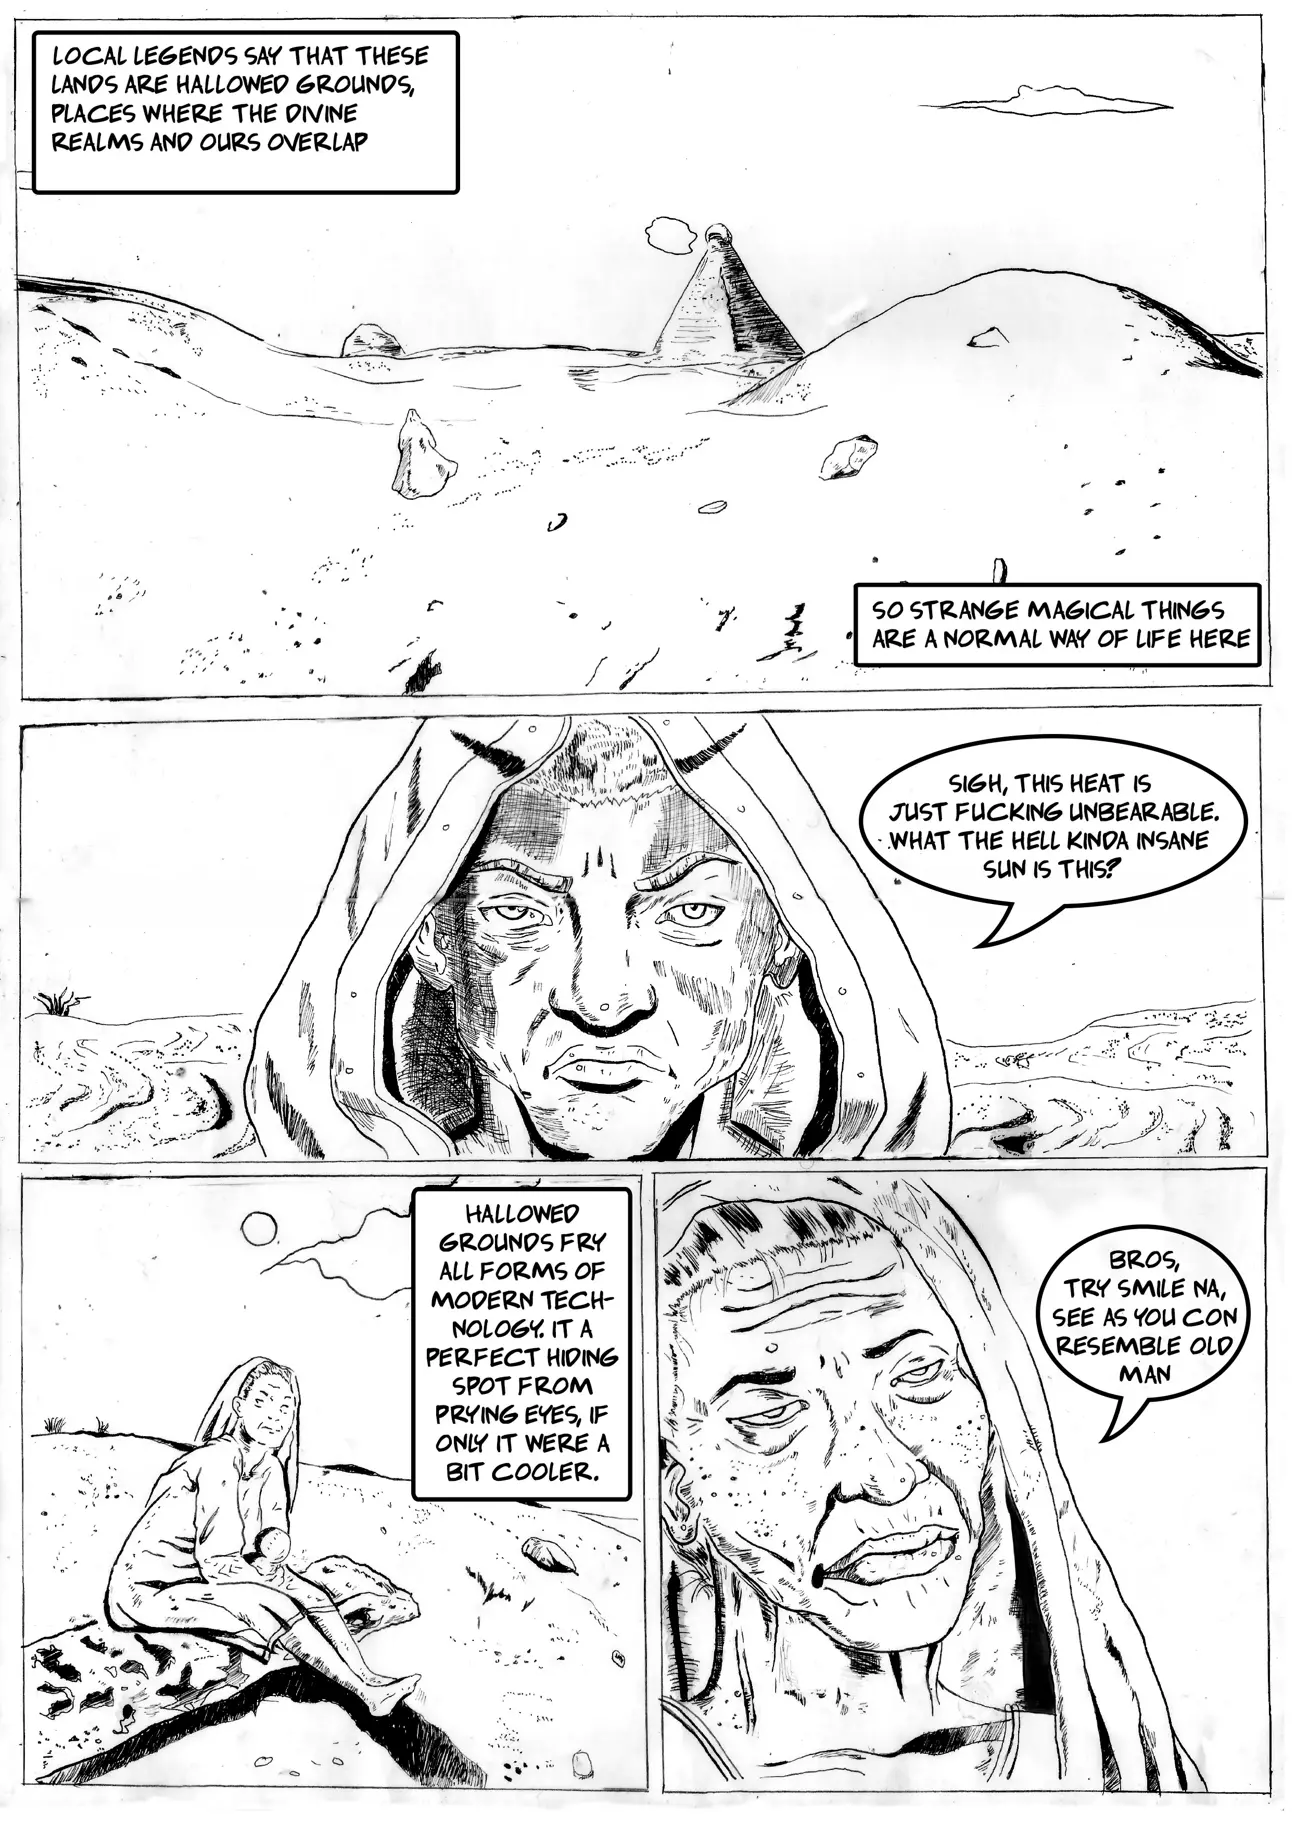 LOCAL LEGENDS SAY THAT THESE
LANDS ARE HALLOWED GROUNDS,
PLACES WHERE THE DIVINE
REALMS AND OURS OVERLAP
SO STRANGE MAGICAL THINGS
ARE A NORMAL WAY OF LIFE HERE
SIGH, THIS HEAT IS
JUST FUCKING UNBEARABLE.
WHAT THE HELL KINDA INSANE
SUN IS THIS?
HALLOWED
GROUNDS FRY
ALL FORMS OF
MODERN TECH-
NOLOGY. IT A
PERFECT HIDING
SPOT FROM
PRYING EYES, IF
ONLY IT WERE A
BIT COOLER.
BROS,
TRY SMILE NA,
SEE AS YOU CON
RESEMBLE OLD
MAN